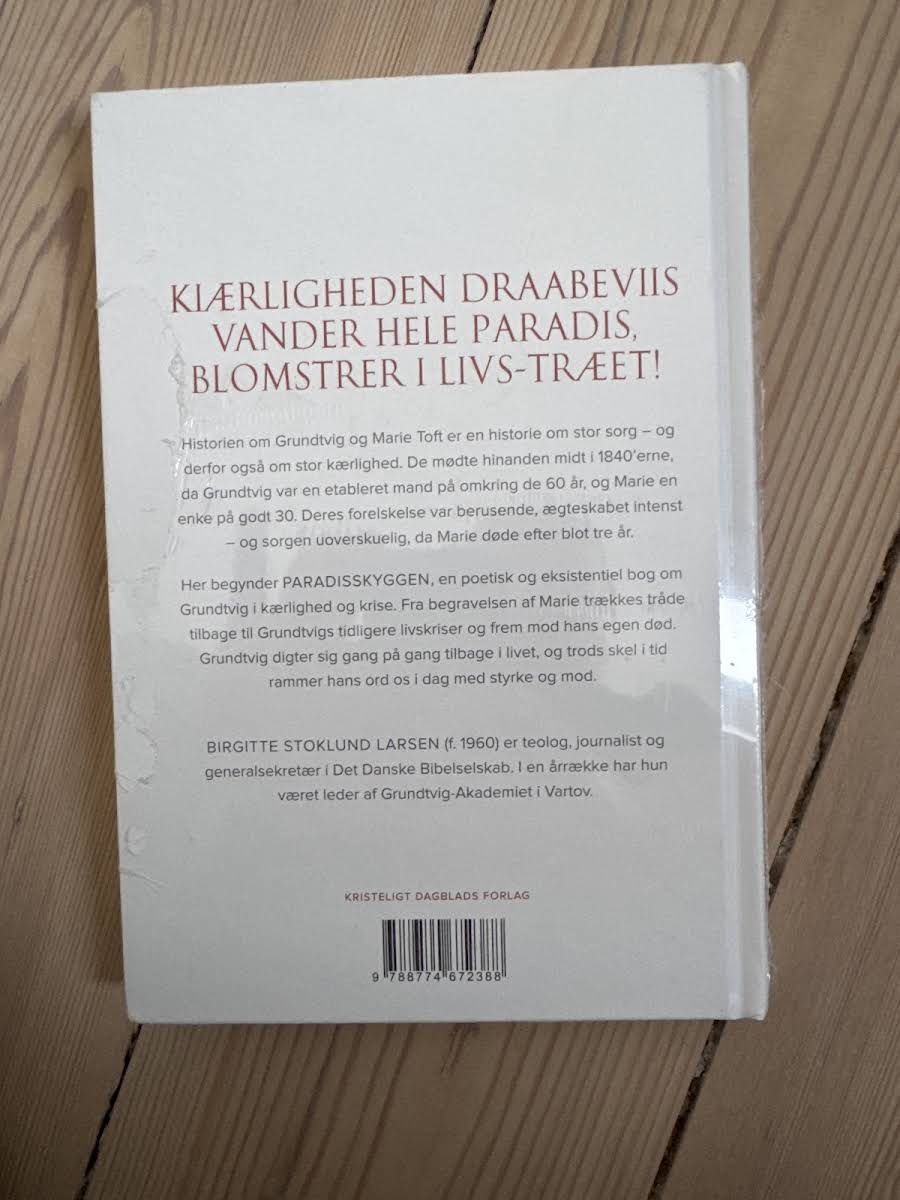 KIÆRLIGHEDEN DRAABEVIIS
VANDER HELE PARADIS,
BLOMSTRER I LIVS-TRÆET!
Historien om Grundtvig og Marie Toft er en historie om stor sorg – og
derfor også om stor kærlighed. De mødte hinanden midt i 1840'erne,
da Grundtvig var en etableret mand på omkring de 60 år, og Marie en
enke på godt 30. Deres forelskelse var berusende, ægteskabet intenst
– og sorgen uoverskuelig, da Marie døde efter blot tre år.
Her begynder PARADISSKYGGEN, en poetisk og eksistentiel bog om
Grundtvig i kærlighed og krise. Fra begravelsen af Marie trækkes tråde
tilbage til Grundtvigs tidligere livskriser og frem mod hans egen død.
Grundtvig digter sig gang på gang tilbage i livet, og trods skel i tid
rammer hans ord os i dag med styrke og mod.
BIRGITTE STOKLUND LARSEN (f. 1960) er teolog, journalist og
generalsekretær i Det Danske Bibelselskab. I en årrække har hun
været leder af Grundtvig-Akademiet i Vartov.
KRISTELIGT DAGBLADS FORLAG
9 788774 672388